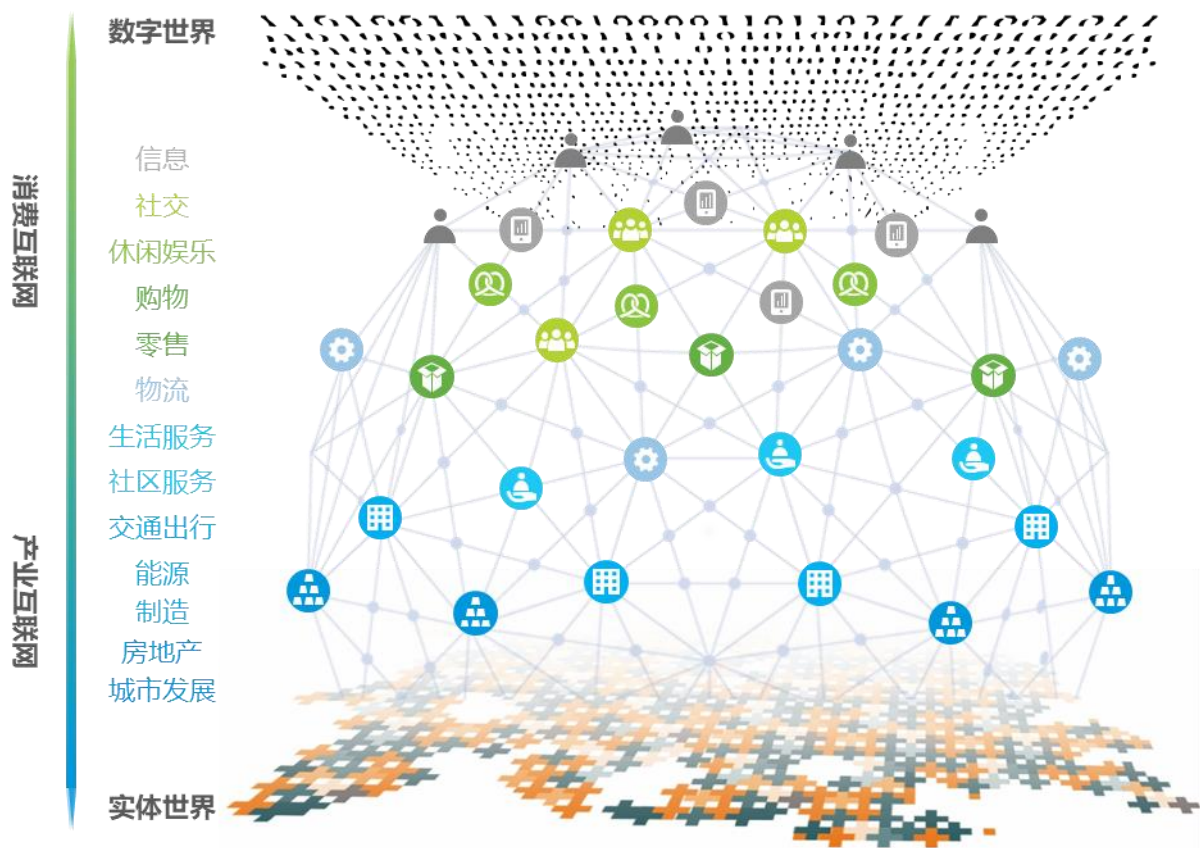 数字世界
消费互联网
信息
社交
休闲娱乐
购物
零售
物流
生活服务
社区服务
产业互联网
交通出行
能源
制造
房地产
城市发展
实体世界